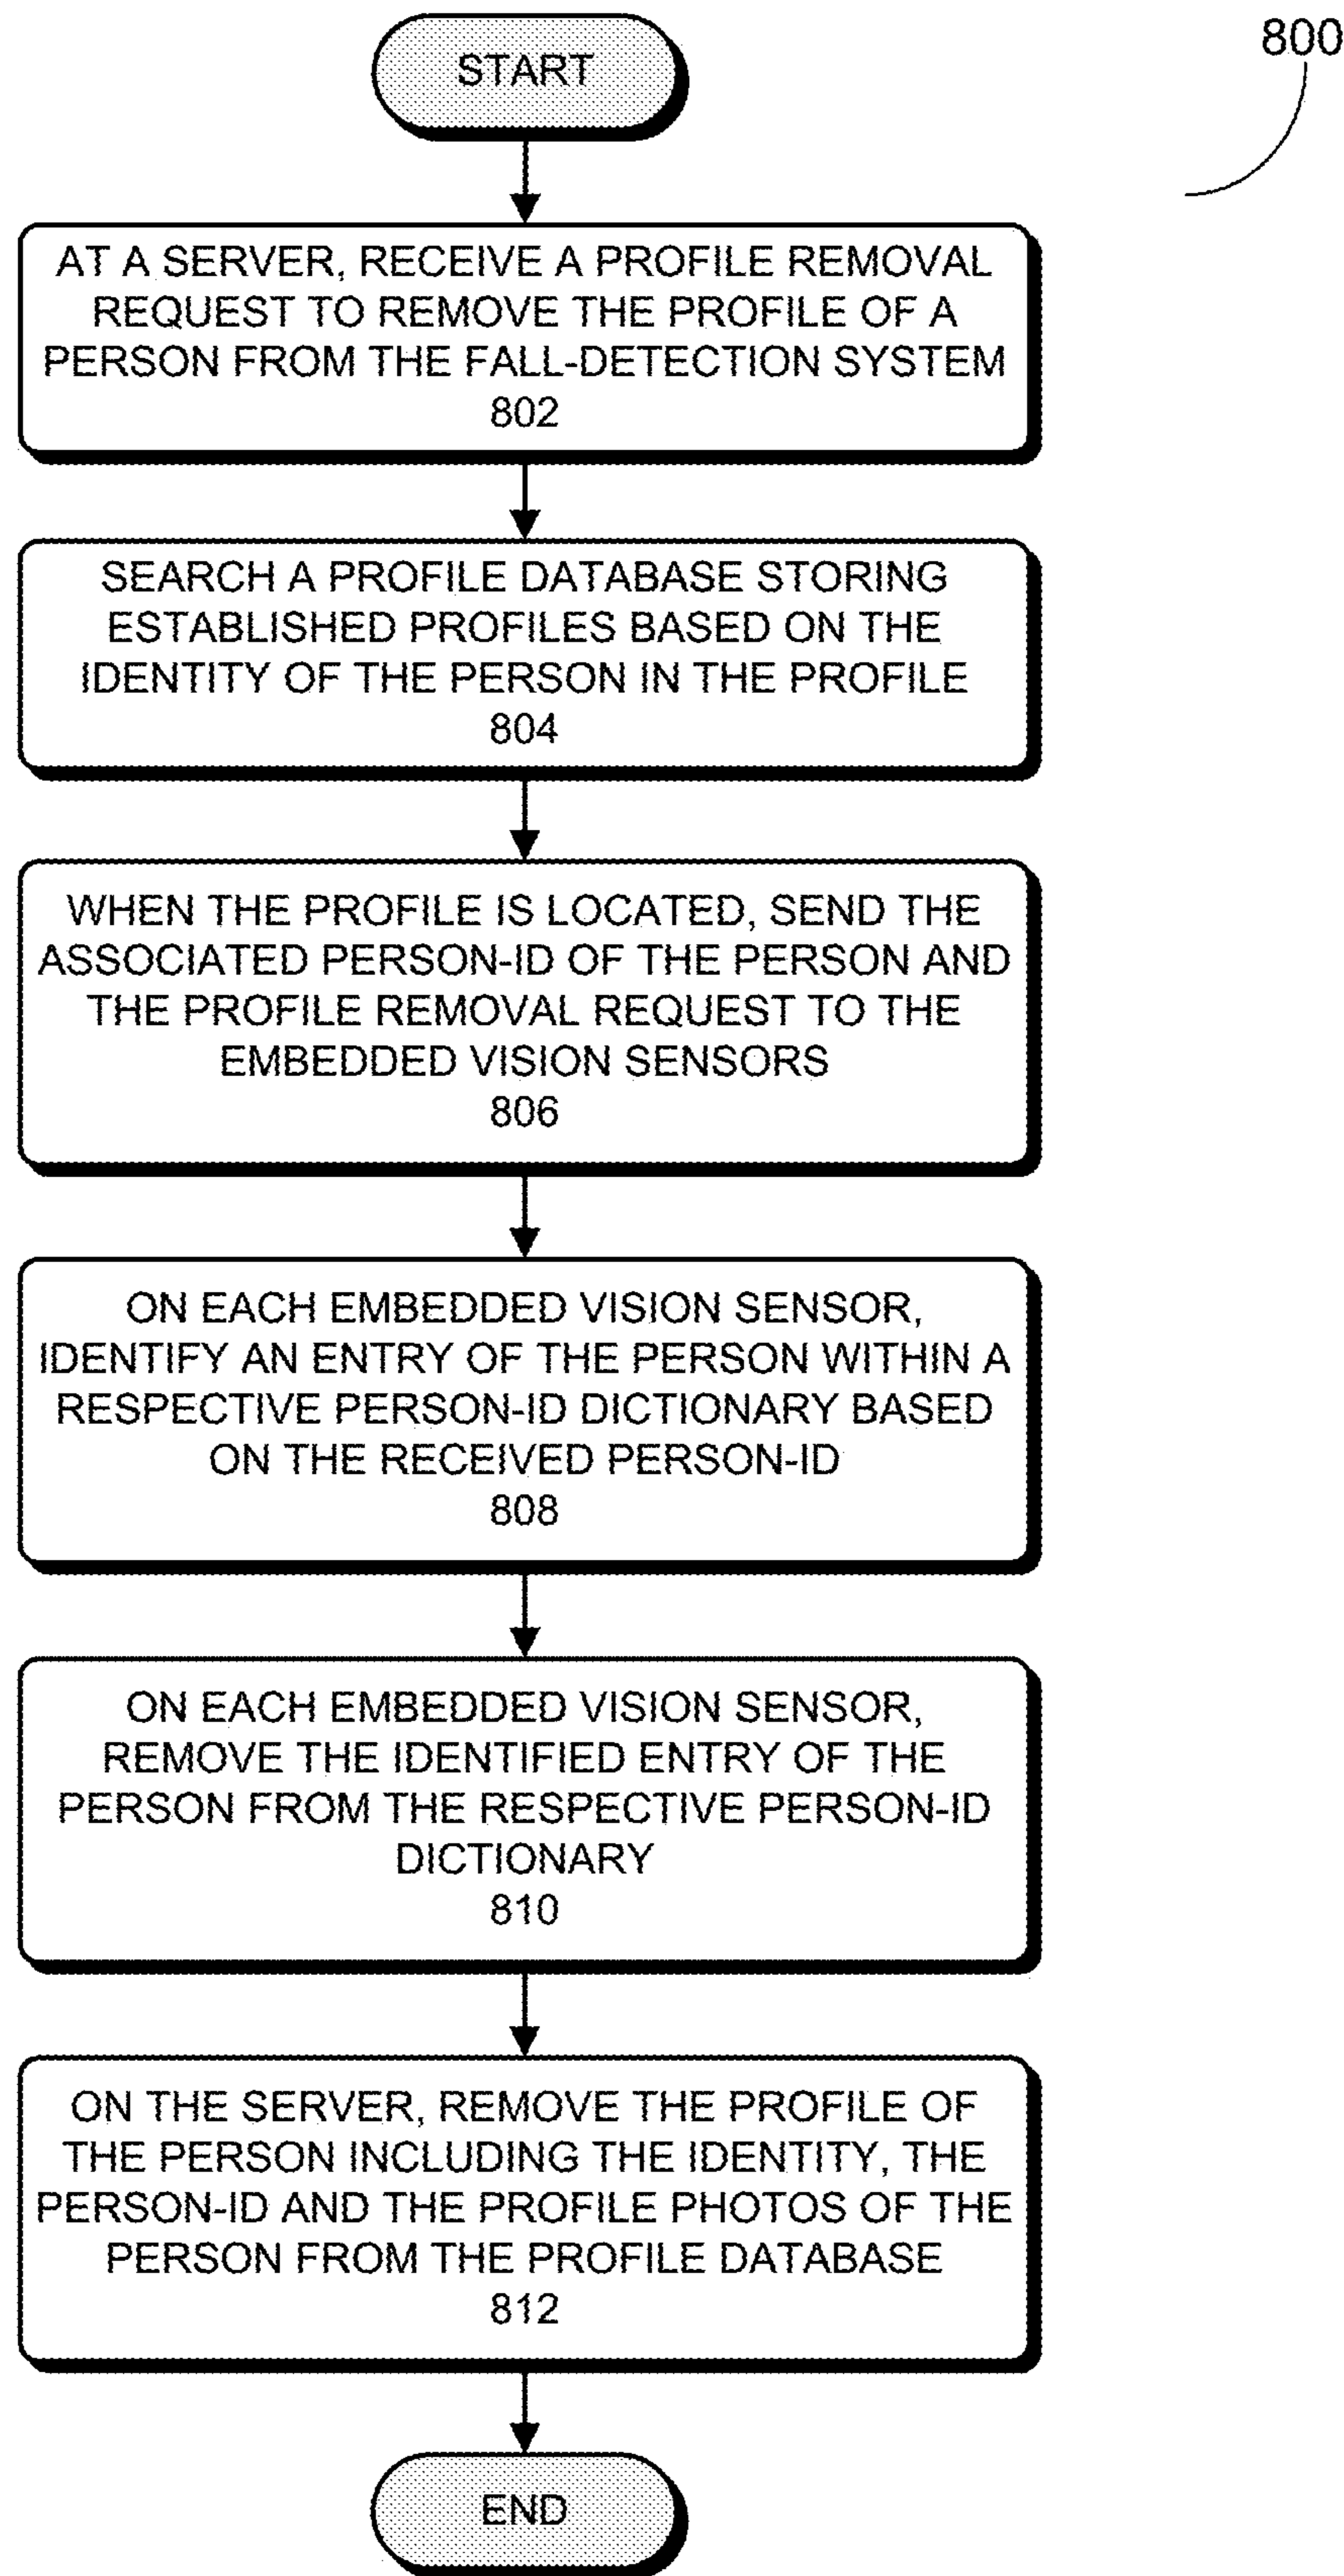 800
START
AT A SERVER, RECEIVE A PROFILE REMOVAL
REQUEST TO REMOVE THE PROFILE OF A
PERSON FROM THE FALL-DETECTION SYSTEM
802
SEARCH A PROFILE DATABASE STORING
ESTABLISHED PROFILES BASED ON THE
IDENTITY OF THE PERSON IN THE PROFILE
804
WHEN THE PROFILE IS LOCATED, SEND THE
ASSOCIATED PERSON-ID OF THE PERSON AND
THE PROFILE REMOVAL REQUEST TO THE
EMBEDDED VISION SENSORS
806
ON EACH EMBEDDED VISION SENSOR,
IDENTIFY AN ENTRY OF THE PERSON WITHIN A
RESPECTIVE PERSON-ID DICTIONARY BASED
ON THE RECEIVED PERSON-ID
808
ON EACH EMBEDDED VISION SENSOR,
REMOVE THE IDENTIFIED ENTRY OF THE
PERSON FROM THE RESPECTIVE PERSON-ID
DICTIONARY
810
ON THE SERVER, REMOVE THE PROFILE OF
THE PERSON INCLUDING THE IDENTITY, THE
PERSON-ID AND THE PROFILE PHOTOS OF THE
PERSON FROM THE PROFILE DATABASE
812
END